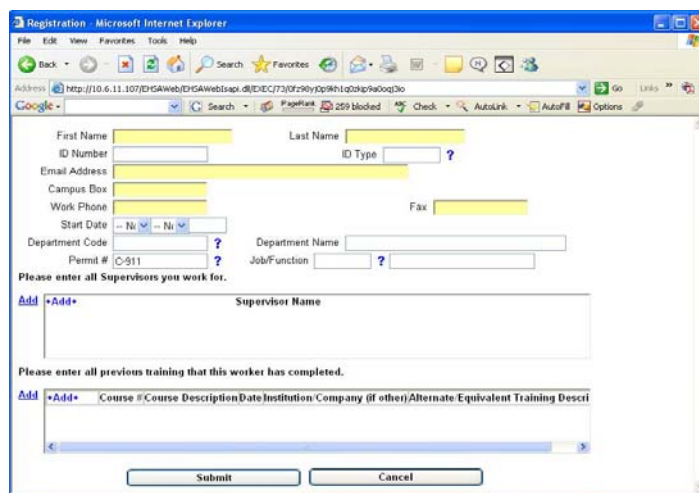 Registration - Microsoft Internet Explorer
File Edit View Favorites Tools Help
Back Search Favorites
Address http://10.6.11.107/EHSAWeb/EHSAWebIsapi.dll/EXEC/73/ Go Links »
Google - Search PageRank 259 blocked Check AutoLink AutoFill Options
First Name Last Name
ID Number ID Type ?
Email Address
Campus Box
Work Phone Fax
Start Date -- No -- No
Department Code ? Department Name
Permit # C-911 ? Job/Function ?
Please enter all Supervisors you work for.
Add +Add+ Supervisor Name
Please enter all previous training that this worker has completed.
Add +Add+ Course # Course Description Date Institution/Company (if other) Alternate/Equivalent Training Descri
Submit Cancel